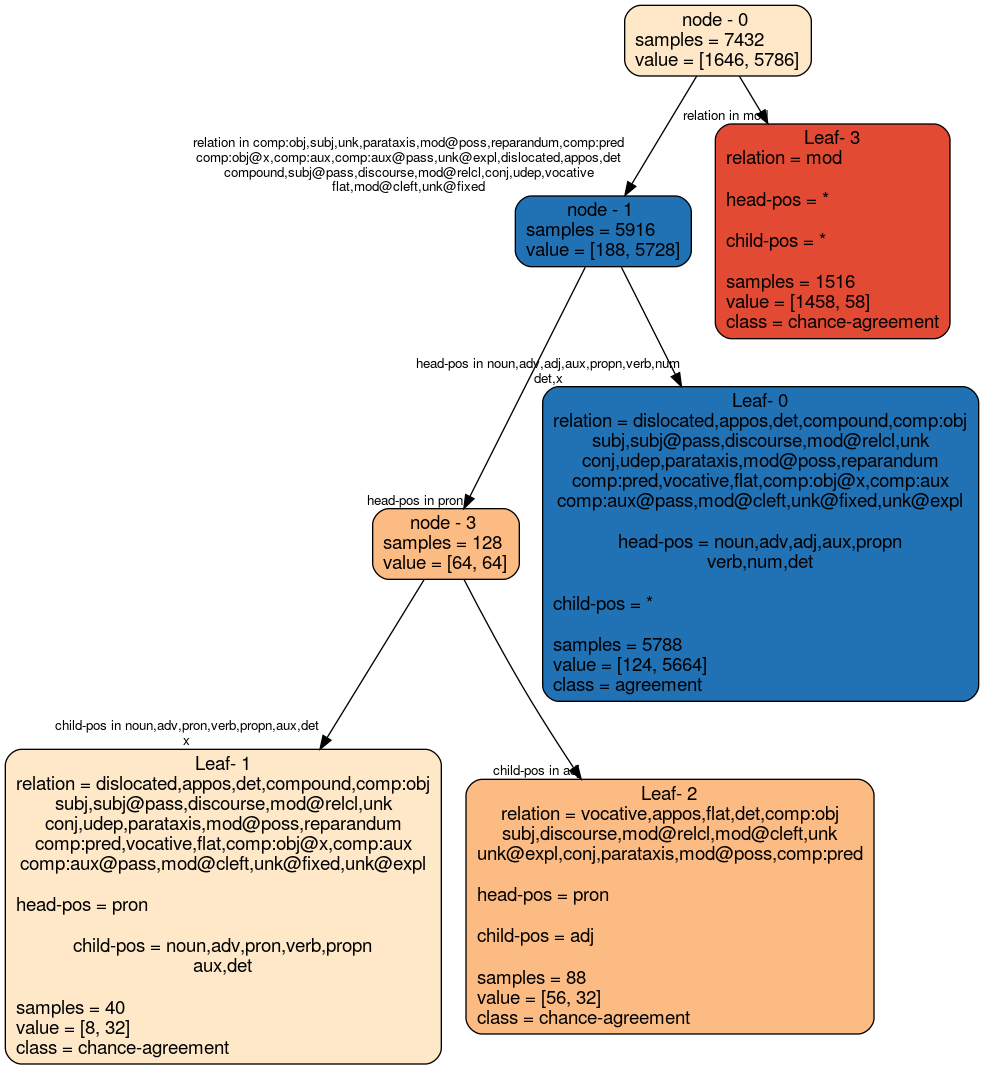 node - 0
samples = 7432
value = [1646, 5786]
relation in mod
relation in comp:obj,subj,unk,parataxis,mod@poss,reparandum,comp:pred
comp:obj@x,comp:aux,comp:aux@pass,unk@expl,dislocated,appos,det
compound,subj@pass,discourse,mod@relcl,conj,udep,vocative
flat,mod@cleft,unk@fixed
Leaf- 3
relation = mod
head-pos = *
child-pos = *
samples = 1516
value = [1458, 58]
class = chance-agreement
node - 1
samples = 5916
value = [188, 5728]
head-pos in noun,adv,adj,aux,propn,verb,num
det,x
Leaf- 0
relation = dislocated,appos,det,compound,comp:obj
subj,subj@pass,discourse,mod@relcl,unk
conj,udep,parataxis,mod@poss,reparandum
comp:pred,vocative,flat,comp:obj@x,comp:aux
comp:aux@pass,mod@cleft,unk@fixed,unk@expl
head-pos = noun,adv,adj,aux,propn
verb,num,det
child-pos = *
samples = 5788
value = [124, 5664]
class = agreement
head-pos in pron
node - 3
samples = 128
value = [64, 64]
child-pos in noun,adv,pron,verb,propn,aux,det
x
Leaf- 1
relation = dislocated,appos,det,compound,comp:obj
subj,subj@pass,discourse,mod@relcl,unk
conj,udep,parataxis,mod@poss,reparandum
comp:pred,vocative,flat,comp:obj@x,comp:aux
comp:aux@pass,mod@cleft,unk@fixed,unk@expl
head-pos = pron
child-pos = noun,adv,pron,verb,propn
aux,det
samples = 40
value = [8, 32]
class = chance-agreement
child-pos in adj
Leaf- 2
relation = vocative,appos,flat,det,comp:obj
subj,discourse,mod@relcl,mod@cleft,unk
unk@expl,conj,parataxis,mod@poss,comp:pred
head-pos = pron
child-pos = adj
samples = 88
value = [56, 32]
class = chance-agreement